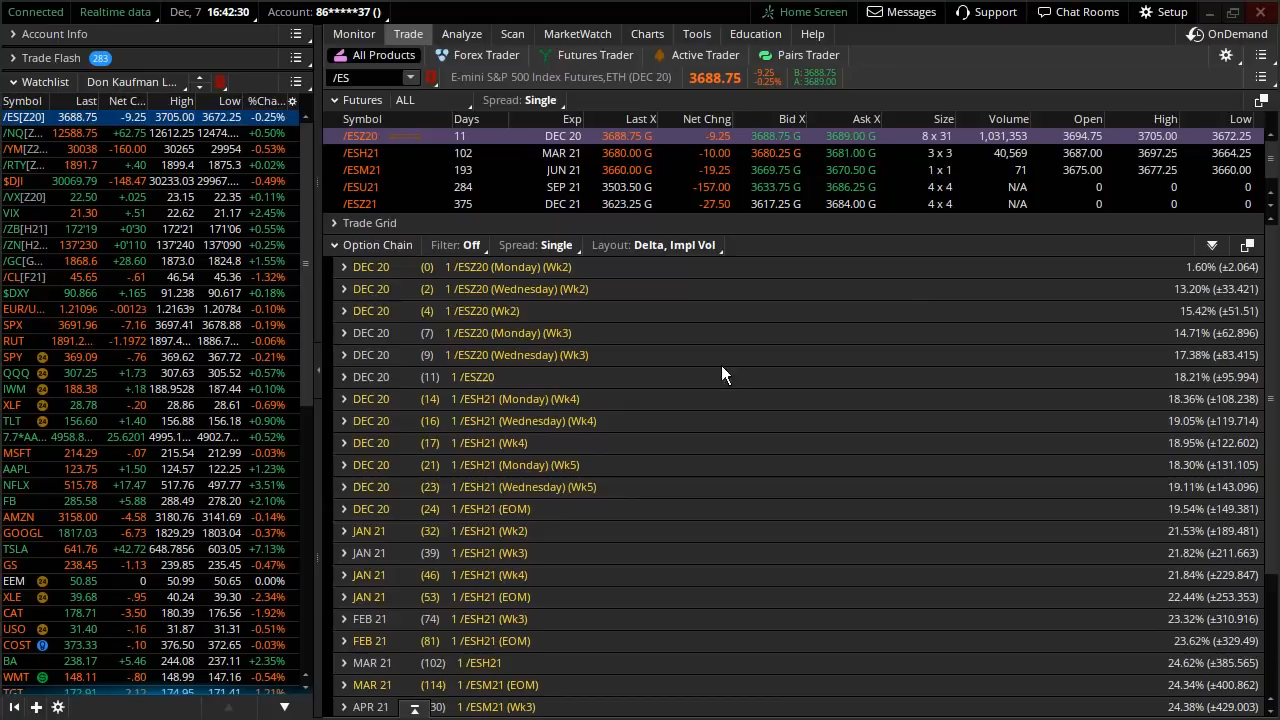 Connected Realtime data Dec, 7 16:42:30 Account: 86*****37 () Home Screen Messages Support Chat Rooms Setup
Account Info Monitor Trade Analyze Scan MarketWatch Charts Tools Education Help OnDemand
Trade Flash 283 All Products Forex Trader Futures Trader Active Trader Pairs Trader
Watchlist Don Kaufman L... /ES E-mini S&P 500 Index Futures,ETH (DEC 20) 3688.75 -9.25 -0.25% B: 3688.75 A: 3689.00
Symbol Last Net C... High Low %Cha...
/ES[Z20] 3688.75 -9.25 3705.00 3672.25 -0.25%
/NQ[Z... 12588.75 +62.75 12612.25 12474.... +0.50%
/YM[Z2... 30038 -160.00 30266 29954 -0.53%
/RTY[Z... 1891.7 +.40 1899.4 1875.3 +0.02%
$DJI 30069.79 -148.47 30233.03 29967.... -0.49%
/VX[Z20] 22.50 +.025 23.15 22.35 +0.11%
VIX 21.30 +.51 22.62 21.17 +2.45%
/ZB[H21] 172'19 +0'30 172'21 171'06 +0.55%
/ZN[H2... 137'230 +0'110 137'240 137'090 +0.25%
/GC[G... 1868.6 +28.60 1873.0 1824.8 +1.55%
/CL[F21] 45.65 -.61 46.54 45.36 -1.32%
$DXY 90.866 +.165 91.238 90.617 +0.18%
EUR/U... 1.21096 -.00123 1.21639 1.20784 -0.10%
SPX 3691.96 -7.16 3697.41 3678.88 -0.19%
RUT 1891.2... -1.1972 1897.4... 1886.7... -0.06%
SPY 24 369.09 -.76 369.62 367.72 -0.21%
QQQ 24 307.25 +1.73 307.63 305.52 +0.57%
IWM 24 188.38 +.18 188.9528 187.44 +0.10%
XLF 24 28.78 -.20 28.86 28.61 -0.69%
TLT 24 156.60 +1.40 156.88 156.18 +0.90%
7.7*AA... 4958.8... 25.6201 4995.1... 4902.7... +0.52%
MSFT 214.29 -.07 215.54 212.99 -0.03%
AAPL 123.75 +1.50 124.57 122.25 +1.23%
NFLX 515.78 +17.47 517.76 497.77 +3.51%
FB 285.58 +5.88 288.49 278.20 +2.10%
AMZN 3158.00 -4.58 3180.76 3141.69 -0.14%
GOOGL 1817.03 -6.73 1829.29 1803.04 -0.37%
TSLA 641.76 +42.72 648.7856 603.05 +7.13%
GS 238.45 -1.13 239.85 235.45 -0.47%
EEM 24 50.85 0 50.99 50.65 0.00%
XLE 24 39.68 -.95 40.24 39.30 -2.34%
CAT 178.71 -3.50 180.39 176.56 -1.92%
USO 24 31.40 -.16 31.87 31.31 -0.51%
COST 373.33 -.10 376.50 372.65 -0.03%
BA 238.17 +5.46 244.08 237.11 +2.35%
WMT 148.11 -.80 148.99 147.16 -0.54%
TGT 172.91 -2.12 174.95 171.41 -1.21%
Futures ALL Spread: Single
Symbol Days Exp Last X Net Chng Bid X Ask X Size Volume Open High Low
/ESZ20 11 DEC 20 3688.75 G -9.25 3688.75 G 3689.00 G 8 x 31 1,031,353 3694.75 3705.00 3672.25
/ESH21 102 MAR 21 3680.00 G -10.00 3680.25 G 3681.00 G 3 x 3 40,569 3687.00 3697.25 3664.25
/ESM21 193 JUN 21 3660.00 G -19.25 3669.75 G 3670.50 G 1 x 1 71 3675.00 3677.25 3660.00
/ESU21 284 SEP 21 3503.50 G -157.00 3633.75 G 3686.25 G 4 x 4 N/A 0 0 0
/ESZ21 375 DEC 21 3623.25 G -27.50 3617.25 G 3684.00 G 4 x 4 N/A 0 0 0
Trade Grid
Option Chain Filter: Off Spread: Single Layout: Delta, Impl Vol
DEC 20 (0) 1 /ESZ20 (Monday) (Wk2) 1.60% (±2.064)
DEC 20 (2) 1 /ESZ20 (Wednesday) (Wk2) 13.20% (±33.421)
DEC 20 (4) 1 /ESZ20 (Wk2) 15.42% (±51.51)
DEC 20 (7) 1 /ESZ20 (Monday) (Wk3) 14.71% (±62.896)
DEC 20 (9) 1 /ESZ20 (Wednesday) (Wk3) 17.38% (±83.415)
DEC 20 (11) 1 /ESZ20 18.21% (±95.994)
DEC 20 (14) 1 /ESH21 (Monday) (Wk4) 18.36% (±108.238)
DEC 20 (16) 1 /ESH21 (Wednesday) (Wk4) 19.05% (±119.714)
DEC 20 (17) 1 /ESH21 (Wk4) 18.95% (±122.602)
DEC 20 (21) 1 /ESH21 (Monday) (Wk5) 18.30% (±131.105)
DEC 20 (23) 1 /ESH21 (Wednesday) (Wk5) 19.11% (±143.096)
DEC 20 (24) 1 /ESH21 (EOM) 19.54% (±149.381)
JAN 21 (32) 1 /ESH21 (Wk2) 21.53% (±189.481)
JAN 21 (39) 1 /ESH21 (Wk3) 21.82% (±211.663)
JAN 21 (46) 1 /ESH21 (Wk4) 21.84% (±229.847)
JAN 21 (53) 1 /ESH21 (EOM) 22.44% (±253.353)
FEB 21 (74) 1 /ESH21 (Wk3) 23.32% (±310.916)
FEB 21 (81) 1 /ESH21 (EOM) 23.62% (±329.49)
MAR 21 (102) 1 /ESH21 24.62% (±385.565)
MAR 21 (114) 1 /ESM21 (EOM) 24.34% (±400.862)
APR 21 30) 1 /ESM21 (Wk3) 24.38% (±429.003)